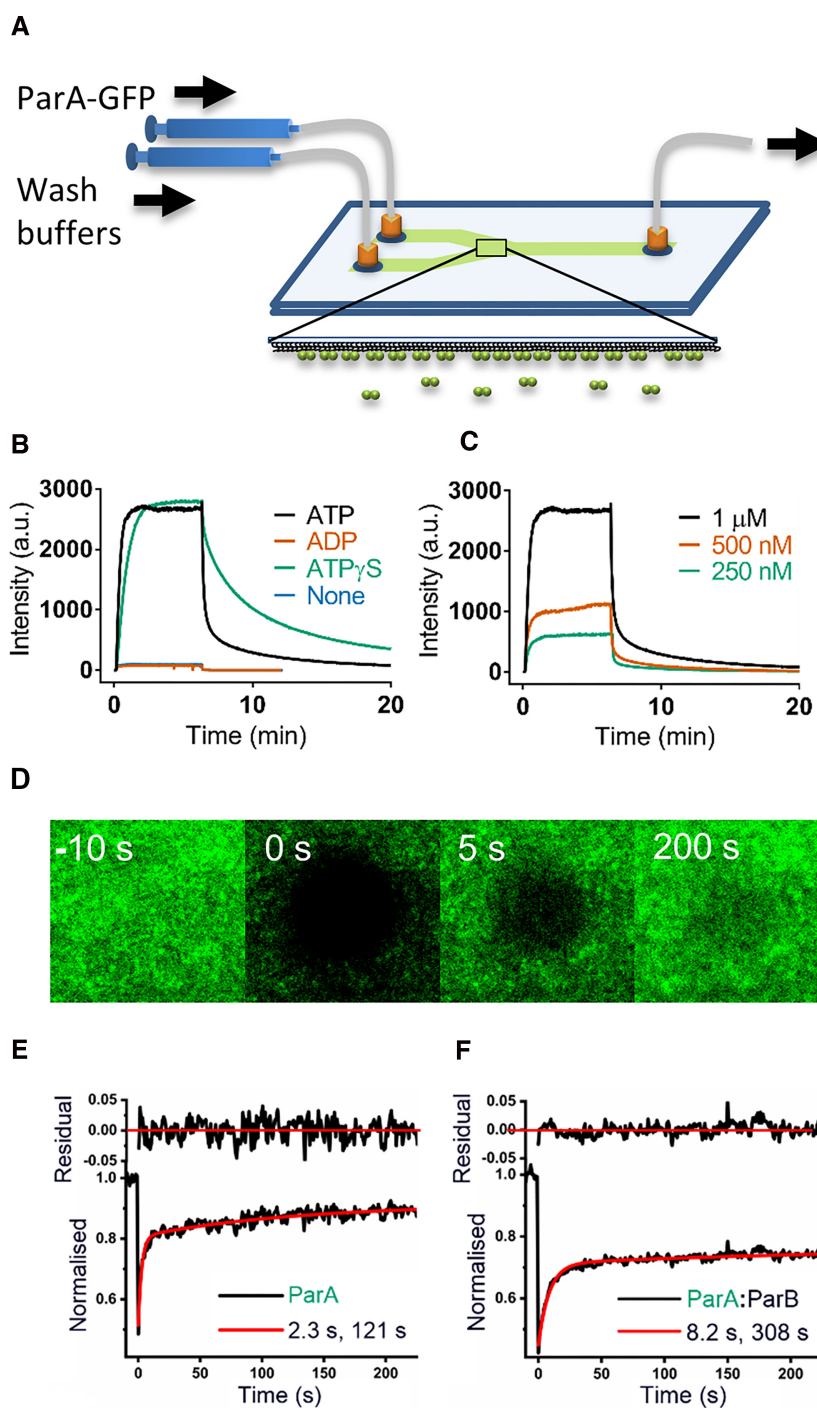 A
ParA-GFP
Wash
buffers
B
3000
2000
1000
0
Intensity (a.u.)
ATP
ADP
ATPγS
None
0
10
20
Time (min)
C
3000
2000
1000
0
Intensity (a.u.)
1 μM
500 nM
250 nM
0
10
20
Time (min)
D
-10 s
0 s
5 s
200 s
E
Residual
0.05
0.00
-0.05
Normalised
1.0
0.8
0.6
ParA
2.3 s, 121 s
0
50
100
150
200
Time (s)
F
Residual
0.05
0.00
-0.05
Normalised
1.0
0.8
0.6
ParA:ParB
8.2 s, 308 s
0
50
100
150
200
Time (s)